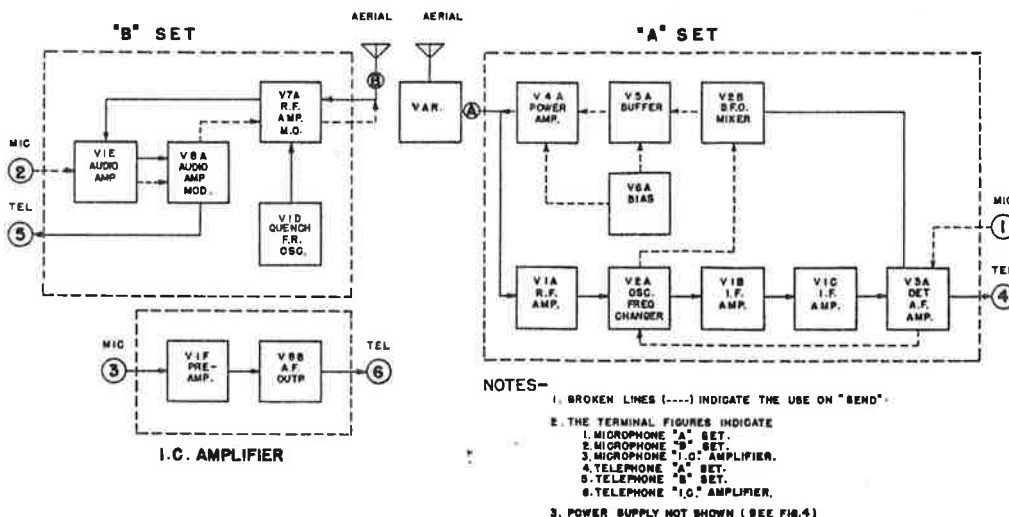 AERIAL AERIAL
"B" SET
"A" SET
B
V7A
R.F.
AMP.
M.O.
VAR.
A
V4A
POWER
AMP.
V5A
BUFFER
V2B
B.F.O.
MIXER
MIC
2
V1E
AUDIO
AMP
V8A
AUDIO
AMP
MOD.
V6A
BIAS
TEL
5
V1D
QUENCH
F.R.
OSC.
MIC
1
V1A
R.F.
AMP.
V2A
OSC.
FREQ
CHANGER
V1B
I.F.
AMP.
V1C
I.F.
AMP.
V3A
DET
A.F.
AMP.
TEL
4
MIC
3
V1F
PRE-
AMP.
V8B
A.F.
OUTP.
TEL
6
I.C. AMPLIFIER
NOTES-
1. BROKEN LINES (----) INDICATE THE USE ON "SEND".
2. THE TERMINAL FIGURES INDICATE
1. MICROPHONE "A" SET.
2. MICROPHONE "B" SET.
3. MICROPHONE "I.C." AMPLIFIER.
4. TELEPHONE "A" SET.
5. TELEPHONE "B" SET.
6. TELEPHONE "I.C." AMPLIFIER.
3. POWER SUPPLY NOT SHOWN (SEE FIG.4)